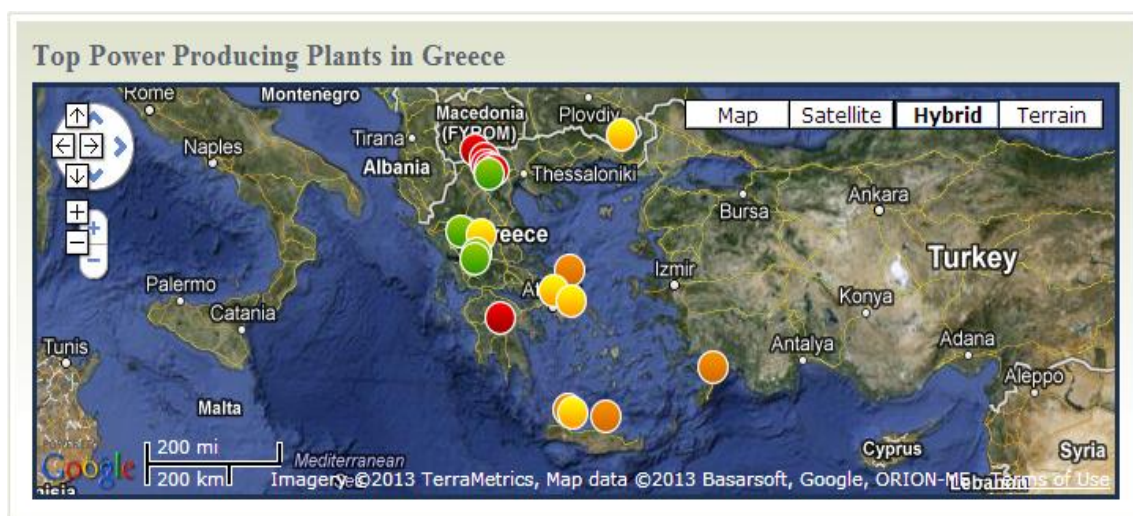 Top Power Producing Plants in Greece
Rome
Montenegro
Macedonia
(FYROM)
Plovdiv
Map
Satellite
Hybrid
Terrain
Tirana
Naples
Albania
Thessaloniki
Ankara
Bursa
Greece
Turkey
Izmir
Palermo
Konya
Catania
Tunis
Antalya
Adana
Aleppo
Malta
200 mi
Google
Cyprus
Syria
Mediterranean
200 km
Imagery ©2013 TerraMetrics, Map data ©2013 Basarsoft, Google, ORION-ME - Terms of Use
Lebanon